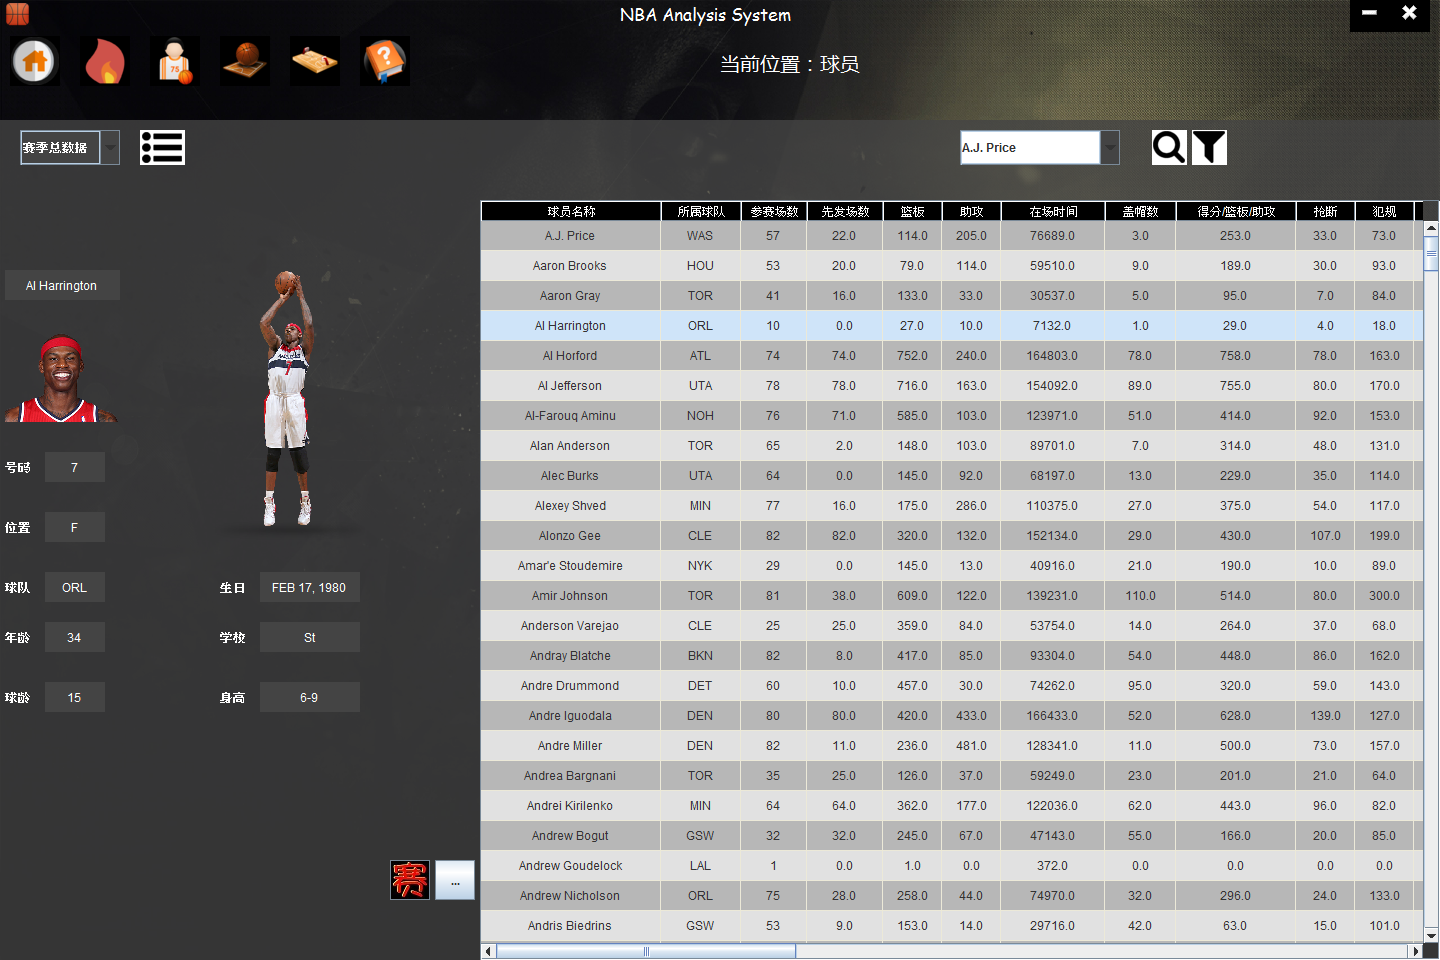 NBA Analysis System
当前位置：球员
赛季总数据
A.J. Price
球员名称 所属球队 参赛场数 先发场数 篮板 助攻 在场时间 盖帽数 得分/篮板/助攻 抢断 犯规
A.J. Price WAS 57 22.0 114.0 205.0 76689.0 3.0 253.0 33.0 73.0
Aaron Brooks HOU 53 20.0 79.0 114.0 59510.0 9.0 189.0 30.0 93.0
Aaron Gray TOR 41 16.0 133.0 33.0 30537.0 5.0 95.0 7.0 84.0
Al Harrington ORL 10 0.0 27.0 10.0 7132.0 1.0 29.0 4.0 18.0
Al Horford ATL 74 74.0 752.0 240.0 164803.0 78.0 758.0 78.0 163.0
Al Jefferson UTA 78 78.0 716.0 163.0 154092.0 89.0 755.0 80.0 170.0
Al-Farouq Aminu NOH 76 71.0 585.0 103.0 123971.0 51.0 414.0 92.0 153.0
Alan Anderson TOR 65 2.0 148.0 103.0 89701.0 7.0 314.0 48.0 131.0
Alec Burks UTA 64 0.0 145.0 92.0 68197.0 13.0 229.0 35.0 114.0
Alexey Shved MIN 77 16.0 175.0 286.0 110375.0 27.0 375.0 54.0 117.0
Alonzo Gee CLE 82 82.0 320.0 132.0 152134.0 29.0 430.0 107.0 199.0
Amar'e Stoudemire NYK 29 0.0 145.0 13.0 40916.0 21.0 190.0 10.0 89.0
Amir Johnson TOR 81 38.0 609.0 122.0 139231.0 110.0 514.0 80.0 300.0
Anderson Varejao CLE 25 25.0 359.0 84.0 53754.0 14.0 264.0 37.0 68.0
Andray Blatche BKN 82 8.0 417.0 85.0 93304.0 54.0 448.0 86.0 162.0
Andre Drummond DET 60 10.0 457.0 30.0 74262.0 95.0 320.0 59.0 143.0
Andre Iguodala DEN 80 80.0 420.0 433.0 166433.0 52.0 628.0 139.0 127.0
Andre Miller DEN 82 11.0 236.0 481.0 128341.0 11.0 500.0 73.0 157.0
Andrea Bargnani TOR 35 25.0 126.0 37.0 59249.0 23.0 201.0 21.0 64.0
Andrei Kirilenko MIN 64 64.0 362.0 177.0 122036.0 62.0 443.0 96.0 82.0
Andrew Bogut GSW 32 32.0 245.0 67.0 47143.0 55.0 166.0 20.0 85.0
Andrew Goudelock LAL 1 0.0 1.0 0.0 372.0 0.0 0.0 0.0 0.0
Andrew Nicholson ORL 75 28.0 258.0 44.0 74970.0 32.0 296.0 24.0 133.0
Andris Biedrins GSW 53 9.0 153.0 14.0 29716.0 42.0 63.0 15.0 101.0
Al Harrington
号码 7
位置 F
球队 ORL 生日 FEB 17, 1980
年龄 34 学校 St
球龄 15 身高 6-9
赛 ...